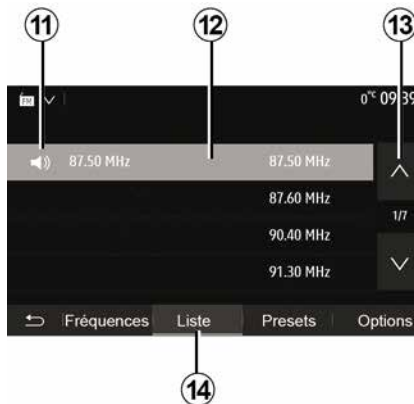 11 12 13
FM 0°C 09:39
87.50 MHz 87.50 MHz
87.60 MHz
1/7
90.40 MHz
91.30 MHz
Fréquences Liste Presets Options
14